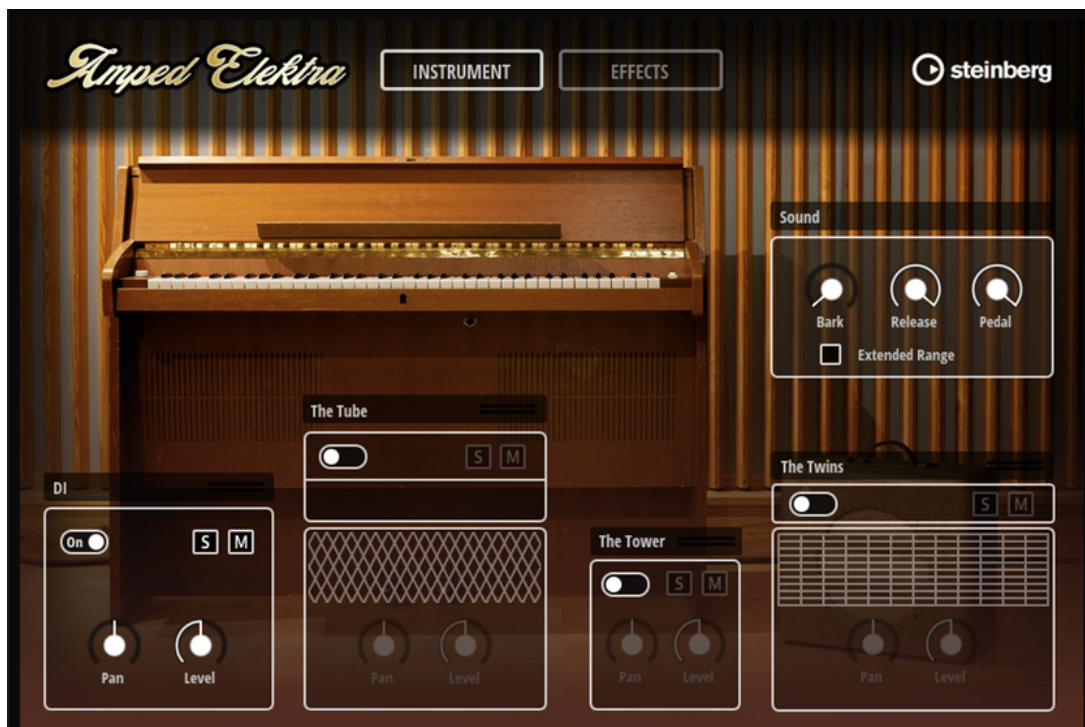 Amped Elektra
INSTRUMENT
EFFECTS
steinberg
Sound
Bark
Release
Pedal
Extended Range
The Tube
S
M
Pan
Level
DI
On
S
M
Pan
Level
The Tower
S
M
Pan
Level
The Twins
S
M
Pan
Level